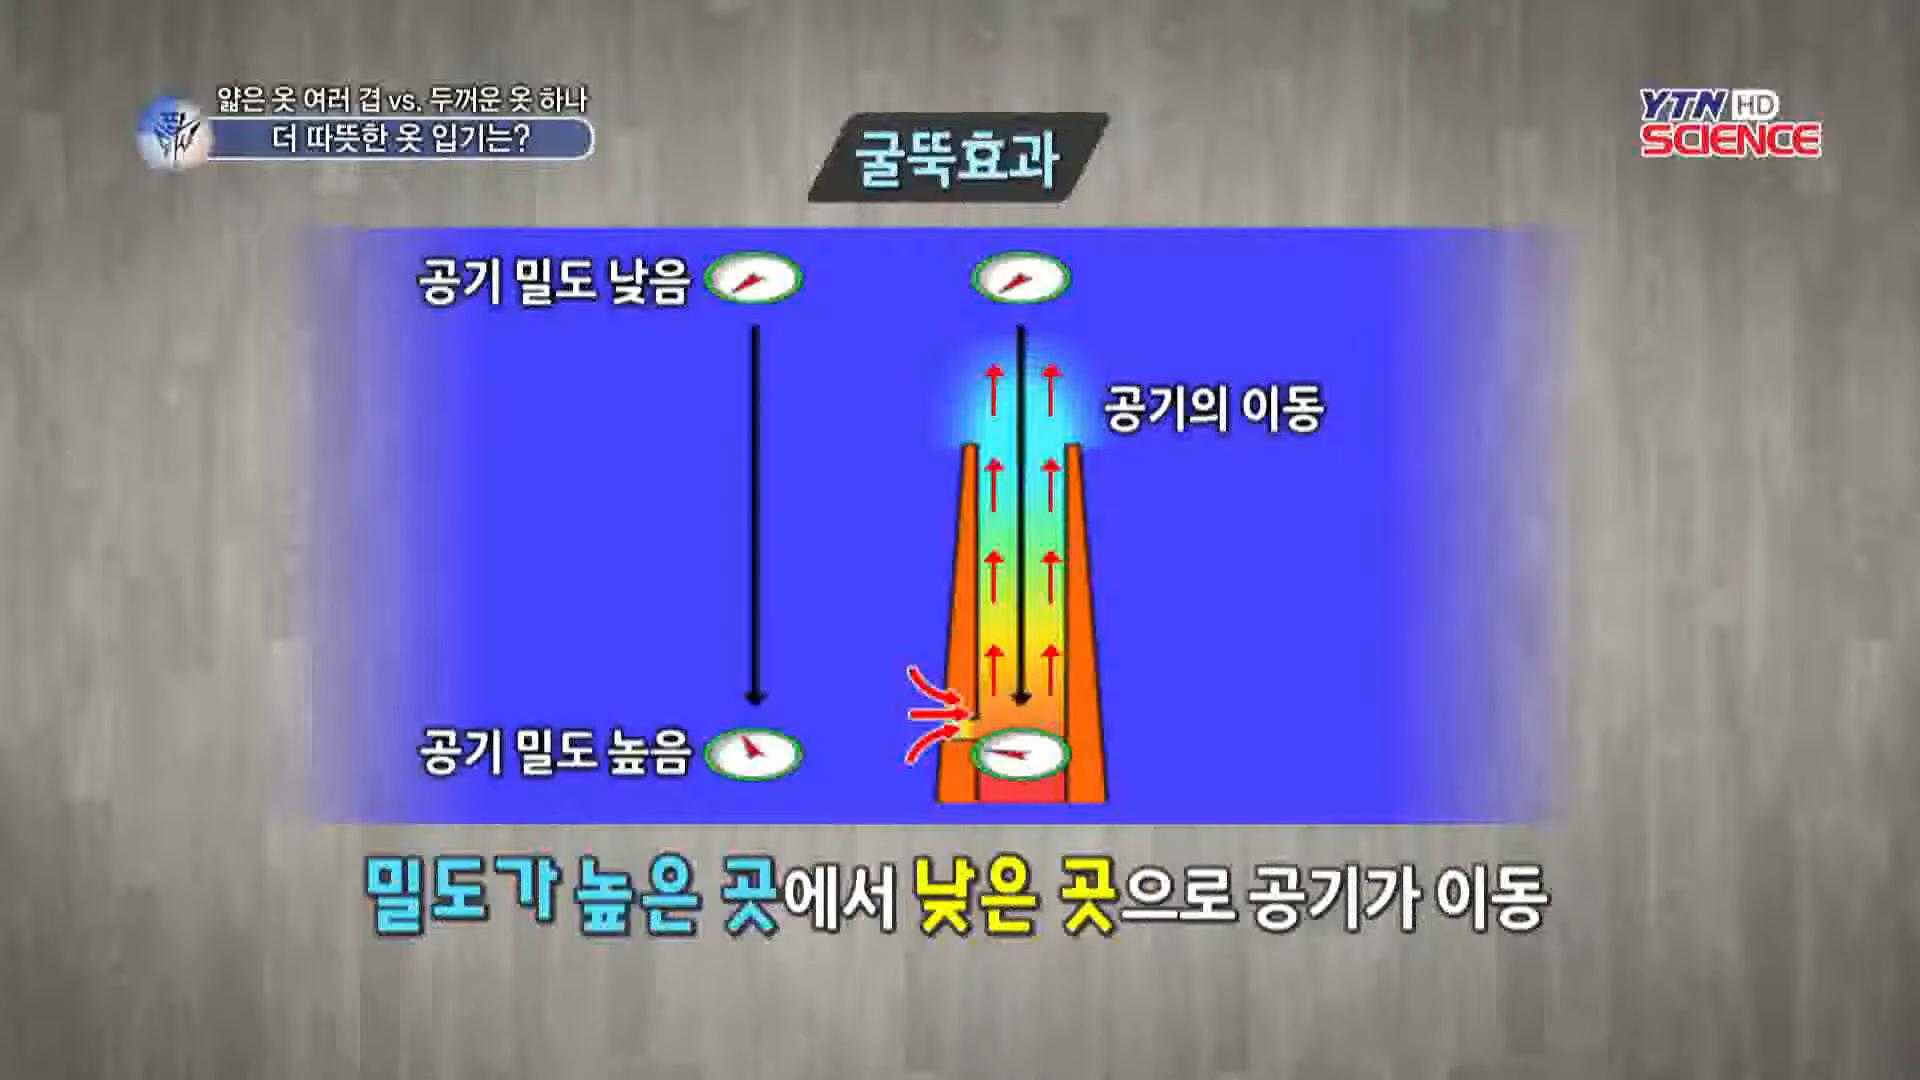 얇은 옷 여러 겹 vs. 두꺼운 옷 하나
더 따뜻한 옷 입기는?
YTN HD
SCIENCE
굴뚝효과
공기 밀도 낮음
공기의 이동
공기 밀도 높음
밀도가 높은 곳에서 낮은 곳으로 공기가 이동